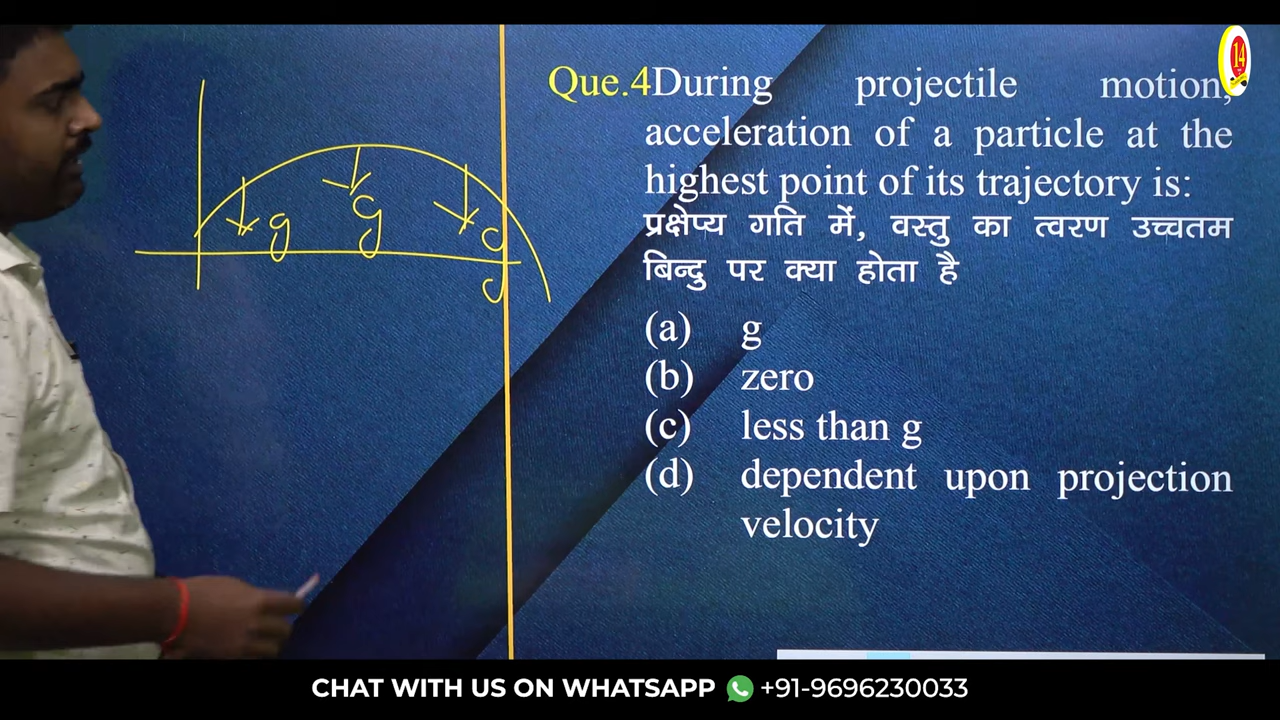 Que.4During projectile motion,
acceleration of a particle at the
highest point of its trajectory is:
प्रक्षेप्य गति में, वस्तु का त्वरण उच्चतम
बिन्दु पर क्या होता है
(a) g
(b) zero
(c) less than g
(d) dependent upon projection
velocity
g g g
14
CHAT WITH US ON WHATSAPP +91-9696230033